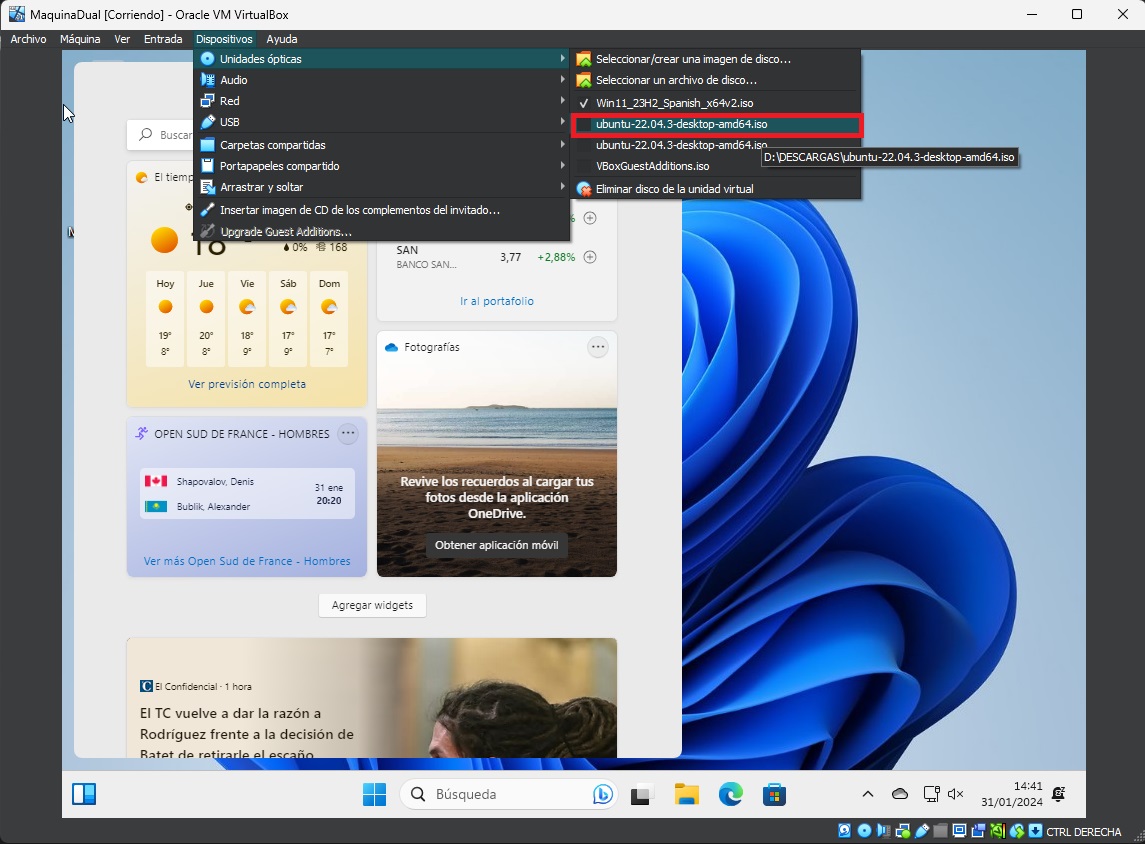 MaquinaDual [Corriendo] - Oracle VM VirtualBox
Archivo Máquina Ver Entrada Dispositivos Ayuda
Unidades ópticas
Audio
Red
USB
Carpetas compartidas
Portapapeles compartido
Arrastrar y soltar
Insertar imagen de CD de los complementos del invitado...
Upgrade Guest Additions...
Seleccionar/crear una imagen de disco...
Seleccionar un archivo de disco...
Win11_23H2_Spanish_x64v2.iso
ubuntu-22.04.3-desktop-amd64.iso
ubuntu-22.04.3-desktop-amd64.iso
VBoxGuestAdditions.iso
Eliminar disco de la unidad virtual
D:\DESCARGAS\ubuntu-22.04.3-desktop-amd64.iso
Buscar
El tiemp
0% 168
Hoy Jue Vie Sáb Dom
19° 20° 18° 17° 17°
8° 8° 9° 9° 7°
Ver previsión completa
SAN 3,77 +2,88%
BANCO SAN...
Ir al portafolio
Fotografías
Revive los recuerdos al cargar tus
fotos desde la aplicación
OneDrive.
Obtener aplicación móvil
OPEN SUD DE FRANCE - HOMBRES
Shapovalov, Denis
Bublik, Alexander
31 ene
20:20
Ver más Open Sud de France - Hombres
Agregar widgets
El Confidencial · 1 hora
El TC vuelve a dar la razón a
Rodríguez frente a la decisión de
Batet de retirarle el escaño
Búsqueda
14:41
31/01/2024
CTRL DERECHA